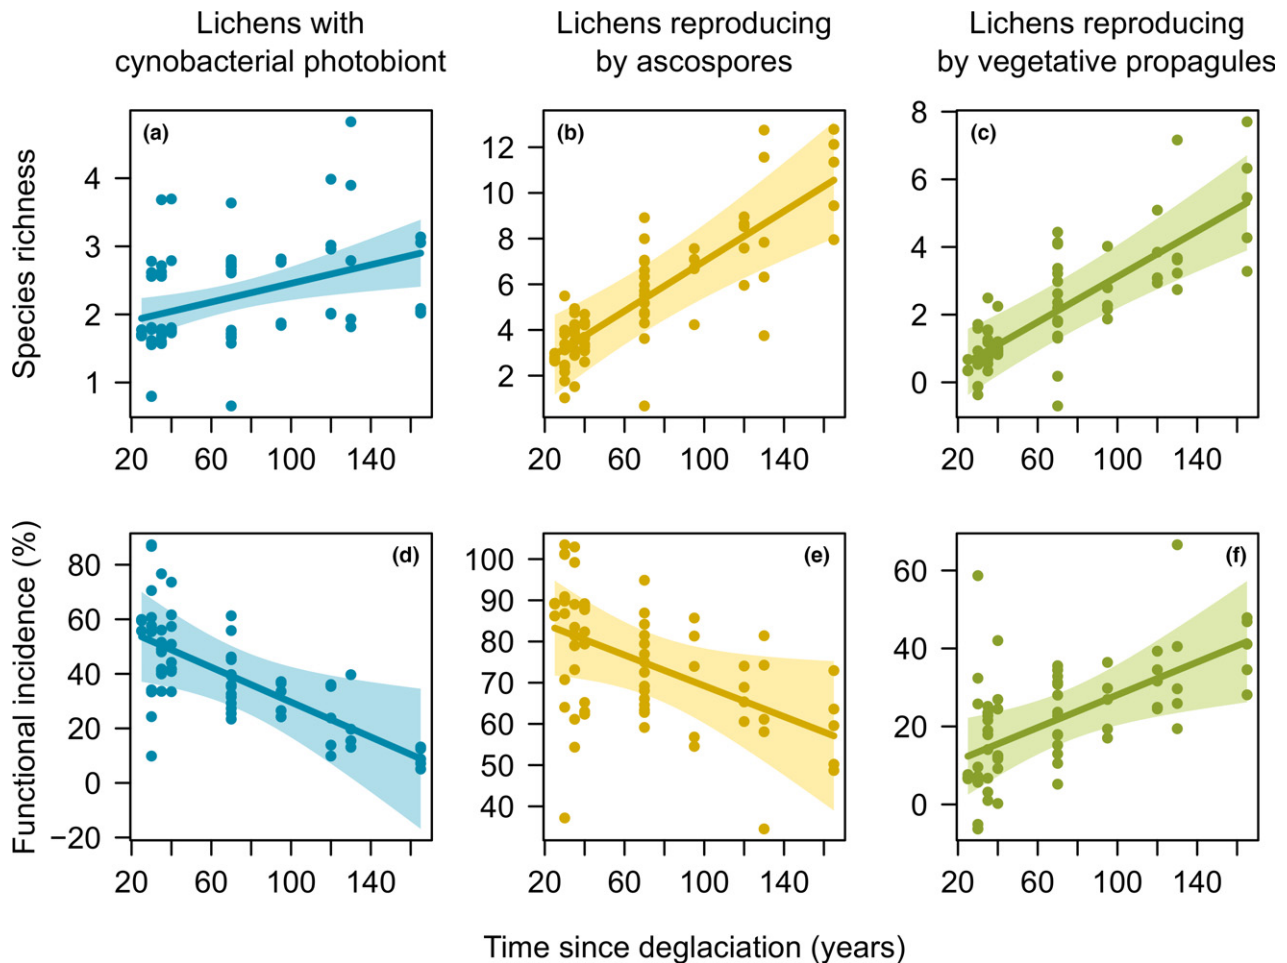 Lichens with
cynobacterial photobiont
Lichens reproducing
by ascospores
Lichens reproducing
by vegetative propagules
Species richness
(a)
4
3
2
1
20 60 100 140
(b)
12
10
8
6
4
2
20 60 100 140
(c)
8
6
4
2
0
20 60 100 140
Functional incidence (%)
(d)
80
60
40
20
0
−20
20 60 100 140
(e)
100
90
80
70
60
50
40
20 60 100 140
(f)
60
40
20
0
20 60 100 140
Time since deglaciation (years)